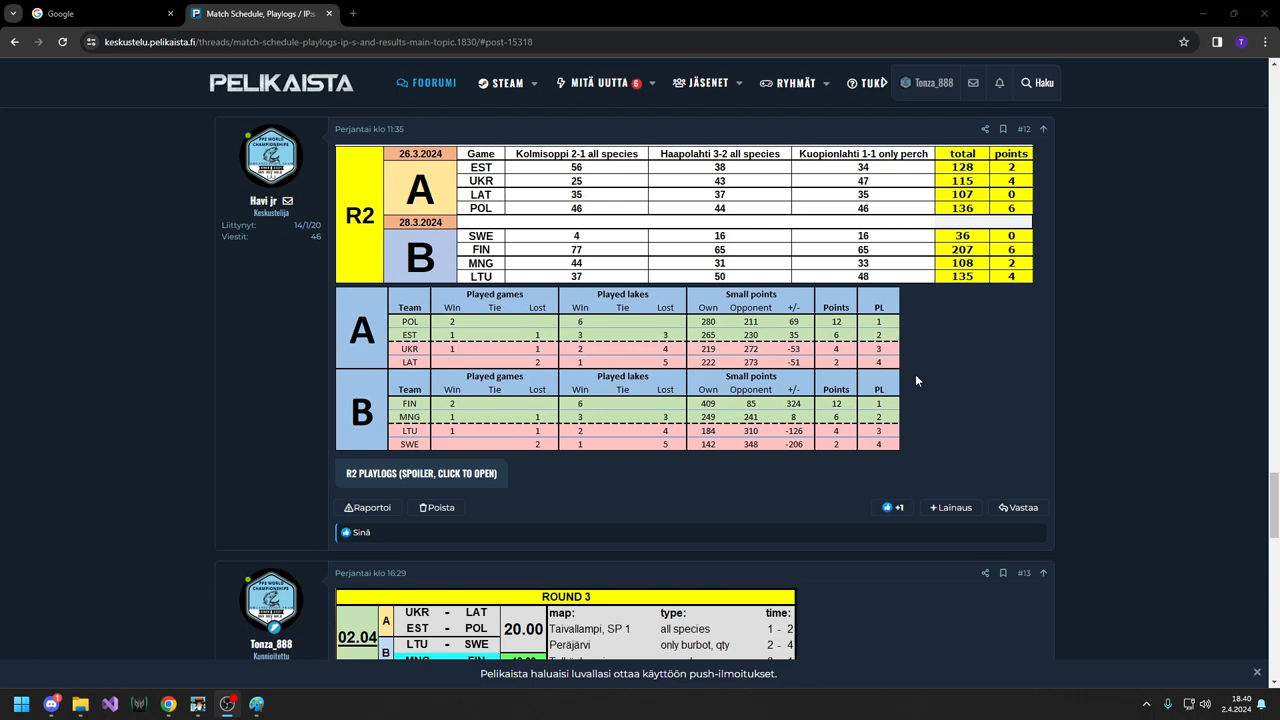 Google
Match Schedule, Playlogs / IP:s
keskustelu.pelikaista.fi/threads/match-schedule-playlogs-ip-s-and-results-main-topic.1830/#post-15318
T
PELIKAISTA FOORUMI STEAM MITÄ UUTTA 6 JÄSENET RYHMÄT TUK Tonza_888 Haku
Perjantai klo 11:35 #12
Havi jr
Keskustelija
Liittynyt: 14/1/20
Viestit: 46
R2
26.3.2024 Game Kolmisoppi 2-1 all species Haapolahti 3-2 all species Kuopionlahti 1-1 only perch total points
A
EST 56 38 34 128 2
UKR 25 43 47 115 4
LAT 35 37 35 107 0
POL 46 44 46 136 6
28.3.2024
B
SWE 4 16 16 36 0
FIN 77 65 65 207 6
MNG 44 31 33 108 2
LTU 37 50 48 135 4
A
Played games Played lakes Small points
Team Win Tie Lost Win Tie Lost Own Opponent +/- Points PL
POL 2 6 280 211 69 12 1
EST 1 1 3 3 265 230 35 6 2
UKR 1 1 2 4 219 272 -53 4 3
LAT 2 1 5 222 273 -51 2 4
B
Played games Played lakes Small points
Team Win Tie Lost Win Tie Lost Own Opponent +/- Points PL
FIN 2 6 409 85 324 12 1
MNG 1 1 3 3 249 241 8 6 2
LTU 1 1 2 4 184 310 -126 4 3
SWE 2 1 5 142 348 -206 2 4
R2 PLAYLOGS (SPOILER, CLICK TO OPEN)
Raportoi Poista +1 Lainaus Vastaa
Sinä
Perjantai klo 16:29 #13
Tonza_888
Kunnioitettu
ROUND 3
02.04
A
UKR - LAT
EST - POL
B
LTU - SWE
MNG - FIN
20.00
map: type: time:
Taivallampi, SP 1 all species 1 - 2
Peräjärvi only burbot, qty 2 - 4
Pelikaista haluaisi luvallasi ottaa käyttöön push-ilmoitukset.
18.40
2.4.2024